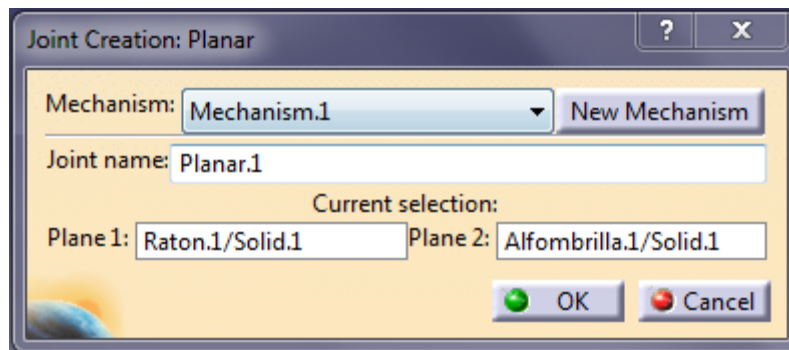 Joint Creation: Planar ? x
Mechanism: Mechanism.1 New Mechanism
Joint name: Planar.1
Current selection:
Plane 1: Raton.1/Solid.1 Plane 2: Alfombrilla.1/Solid.1
OK Cancel